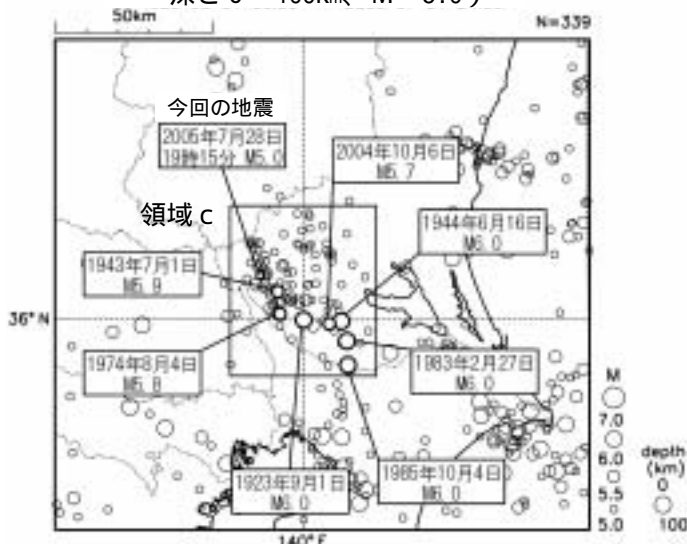 50km
N=339
今回の地震
2005年7月28日
19時15分 M5.0
2004年10月6日
M5.7
領域c
1944年6月16日
M6.0
1943年7月1日
M5.9
36°N
1974年8月4日
M5.8
1983年2月27日
M6.0
1923年9月1日
M6.0
1985年10月4日
M6.0
M
7.0
6.0
5.5
5.0
depth
(km)
0
100
140°E